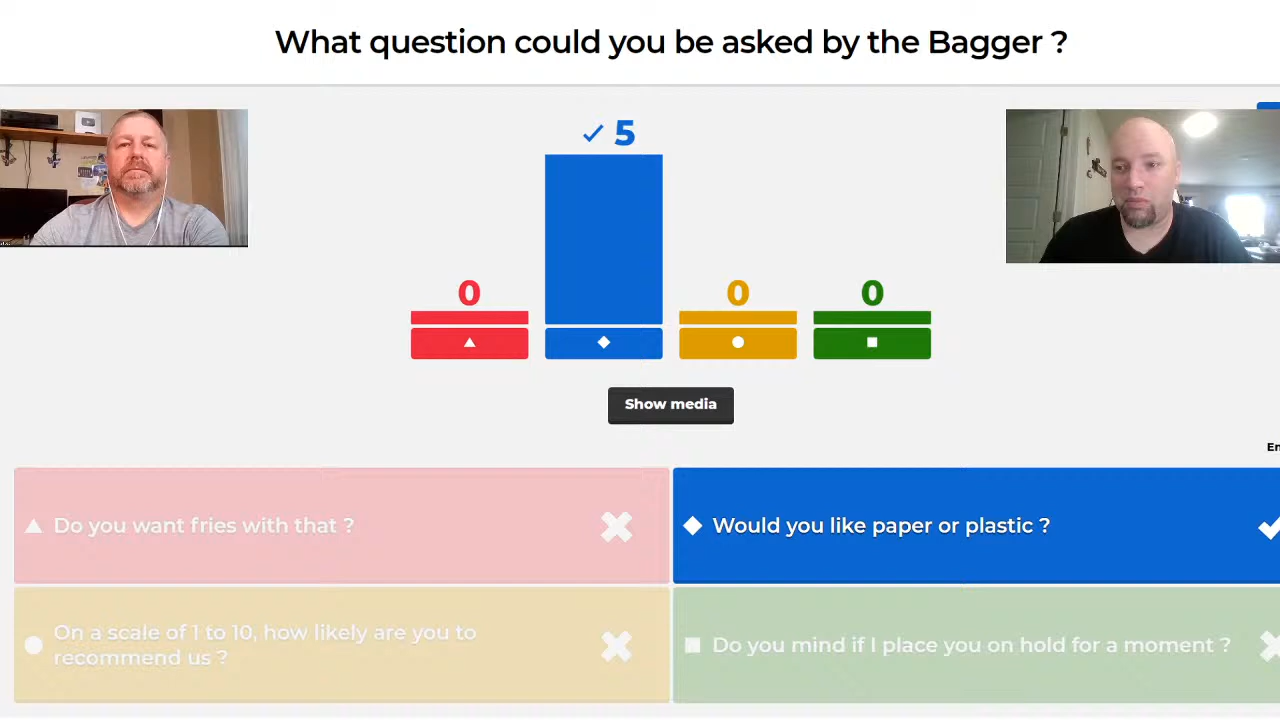 What question could you be asked by the Bagger ?
5
0
0
0
Show media
Do you want fries with that ?
Would you like paper or plastic ?
On a scale of 1 to 10, how likely are you to
recommend us ?
Do you mind if I place you on hold for a moment ?